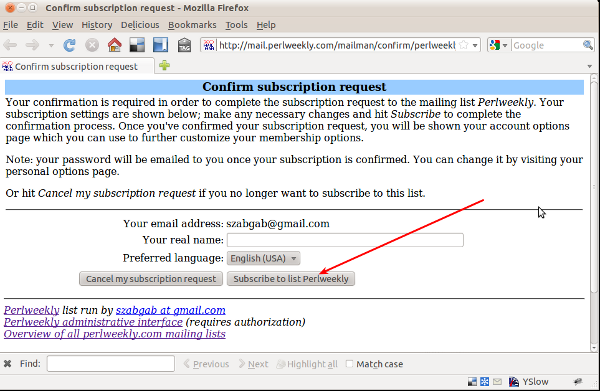 Confirm subscription request - Mozilla Firefox
File Edit View History Delicious Bookmarks Tools Help
http://mail.perlweekly.com/mailman/confirm/perlweekl
Google
TAG
Confirm subscription request
Confirm subscription request
Your confirmation is required in order to complete the subscription request to the mailing list Perlweekly. Your
subscription settings are shown below; make any necessary changes and hit Subscribe to complete the
confirmation process. Once you've confirmed your subscription request, you will be shown your account options
page which you can use to further customize your membership options.
Note: your password will be emailed to you once your subscription is confirmed. You can change it by visiting your
personal options page.
Or hit Cancel my subscription request if you no longer want to subscribe to this list.
Your email address: szabgab@gmail.com
Your real name:
Preferred language: English (USA)
Cancel my subscription request Subscribe to list Perlweekly
Perlweekly list run by szabgab at gmail.com
Perlweekly administrative interface (requires authorization)
Overview of all perlweekly.com mailing lists
Find: Previous Next Highlight all Match case
YSlow